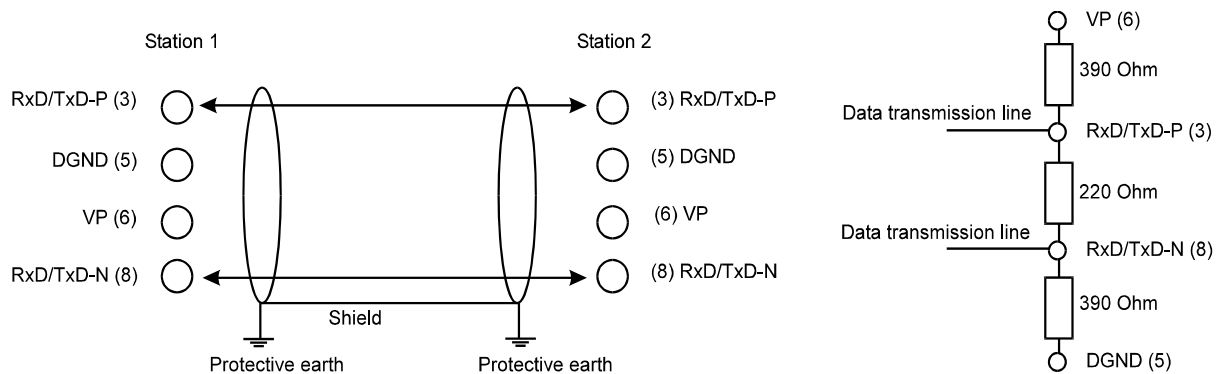 Station 1
Station 2
RxD/TxD-P (3)
(3) RxD/TxD-P
DGND (5)
(5) DGND
VP (6)
(6) VP
RxD/TxD-N (8)
(8) RxD/TxD-N
Shield
Protective earth
Protective earth
VP (6)
390 Ohm
Data transmission line
RxD/TxD-P (3)
220 Ohm
Data transmission line
RxD/TxD-N (8)
390 Ohm
DGND (5)